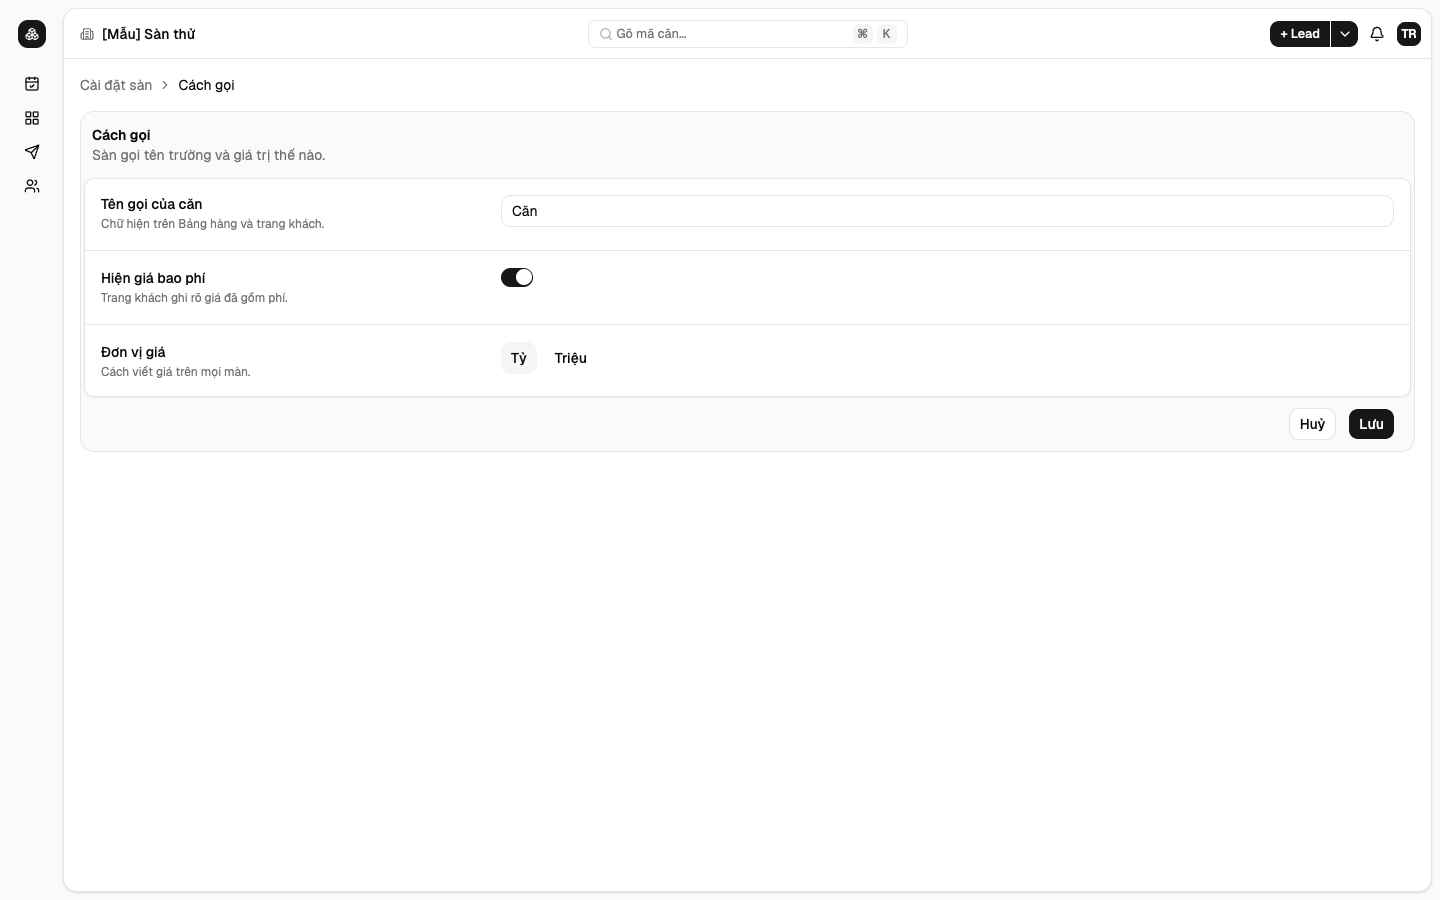 [Mẫu] Sàn thử
Gõ mã căn...
⌘ K
+ Lead
TR
Cài đặt sàn > Cách gọi
Cách gọi
Sàn gọi tên trường và giá trị thế nào.
Tên gọi của căn
Chữ hiện trên Bảng hàng và trang khách.
Căn
Hiện giá bao phí
Trang khách ghi rõ giá đã gồm phí.
Đơn vị giá
Cách viết giá trên mọi màn.
Tỷ
Triệu
Huỷ
Lưu